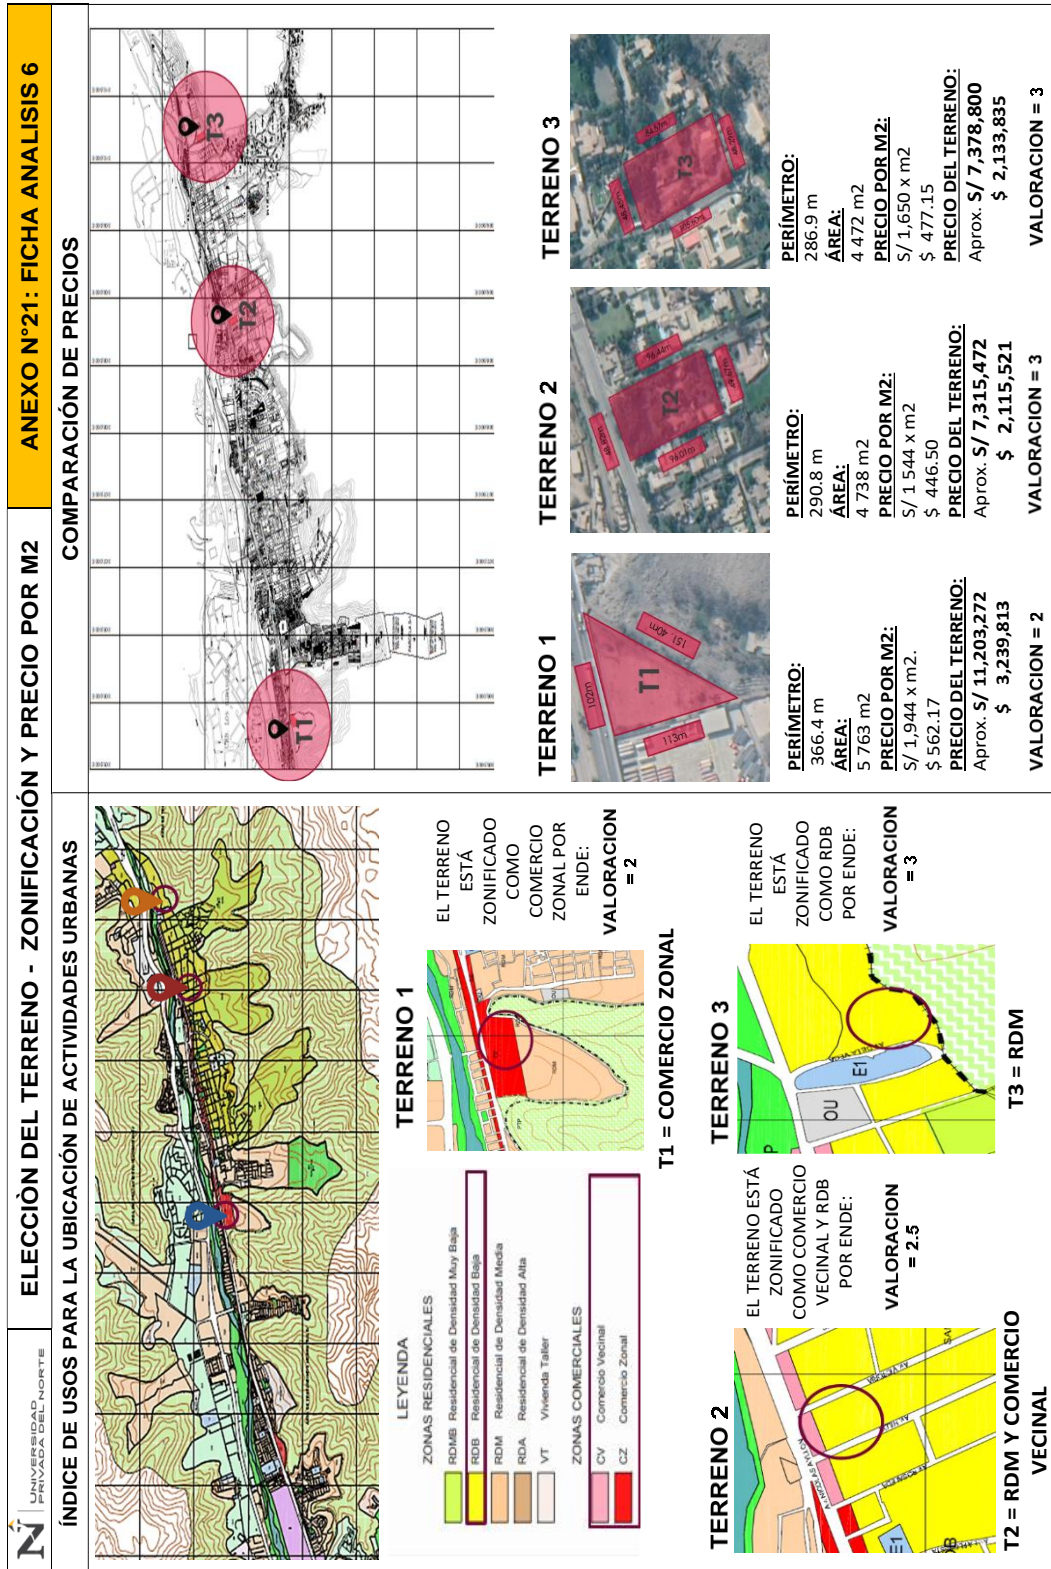 UNIVERSIDAD
PRIVADA DEL NORTE
ELECCIÒN DEL TERRENO - ZONIFICACIÓN Y PRECIO POR M2
ANEXO N°21: FICHA ANALISIS 6
ÍNDICE DE USOS PARA LA UBICACIÓN DE ACTIVIDADES URBANAS
COMPARACIÓN DE PRECIOS
T1
T2
T3
LEYENDA
ZONAS RESIDENCIALES
RDMB Residencial de Densidad Muy Baja
RDB Residencial de Densidad Baja
RDM Residencial de Densidad Media
RDA Residencial de Densidad Alta
VT Vivienda Taller
ZONAS COMERCIALES
CV Comercio Vecinal
CZ Comercio Zonal
TERRENO 1
EL TERRENO
ESTÁ
ZONIFICADO
COMO
COMERCIO
ZONAL POR
ENDE:
VALORACION
= 2
T1 = COMERCIO ZONAL
TERRENO 2
E1
EL TERRENO ESTÁ
ZONIFICADO
COMO COMERCIO
VECINAL Y RDB
POR ENDE:
VALORACION
= 2.5
T2 = RDM Y COMERCIO
VECINAL
TERRENO 3
OU
E1
EL TERRENO
ESTÁ
ZONIFICADO
COMO RDB
POR ENDE:
VALORACION
= 3
T3 = RDM
TERRENO 1
102m
151.40m
113m
T1
PERÍMETRO:
366.4 m
ÁREA:
5 763 m2
PRECIO POR M2:
S/ 1,944 x m2.
$ 562.17
PRECIO DEL TERRENO:
Aprox. S/ 11,203,272
$ 3,239,813
VALORACION = 2
TERRENO 2
96.44m
T2
PERÍMETRO:
290.8 m
ÁREA:
4 738 m2
PRECIO POR M2:
S/ 1 544 x m2
$ 446.50
PRECIO DEL TERRENO:
Aprox. S/ 7,315,472
$ 2,115,521
VALORACION = 3
TERRENO 3
T3
PERÍMETRO:
286.9 m
ÁREA:
4 472 m2
PRECIO POR M2:
S/ 1,650 x m2
$ 477.15
PRECIO DEL TERRENO:
Aprox. S/ 7,378,800
$ 2,133,835
VALORACION = 3